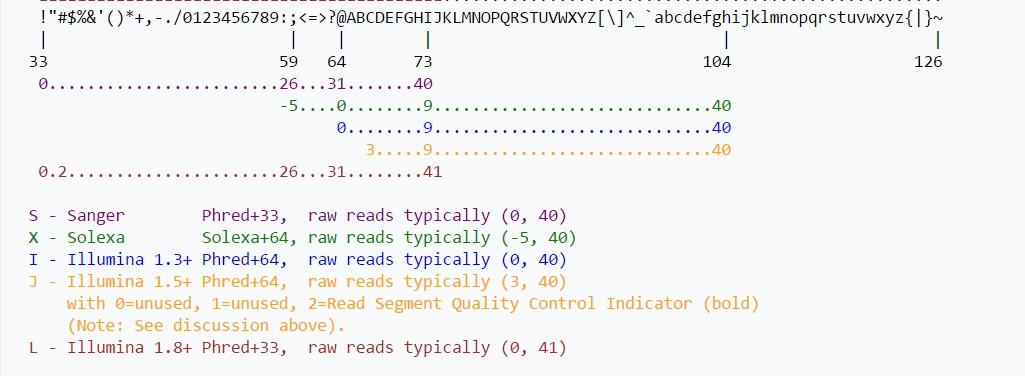 !"#$%&'()*+,-./0123456789:;<=>?@ABCDEFGHIJKLMNOPQRSTUVWXYZ[\]^_`abcdefghijklmnopqrstuvwxyz{|}~
| | | | | |
33 59 64 73 104 126
0........................26...31.......40
-5....0........9.............................40
0........9.............................40
3.....9.............................40
0.2......................26...31........41
S - Sanger Phred+33, raw reads typically (0, 40)
X - Solexa Solexa+64, raw reads typically (-5, 40)
I - Illumina 1.3+ Phred+64, raw reads typically (0, 40)
J - Illumina 1.5+ Phred+64, raw reads typically (3, 40)
with 0=unused, 1=unused, 2=Read Segment Quality Control Indicator (bold)
(Note: See discussion above).
L - Illumina 1.8+ Phred+33, raw reads typically (0, 41)